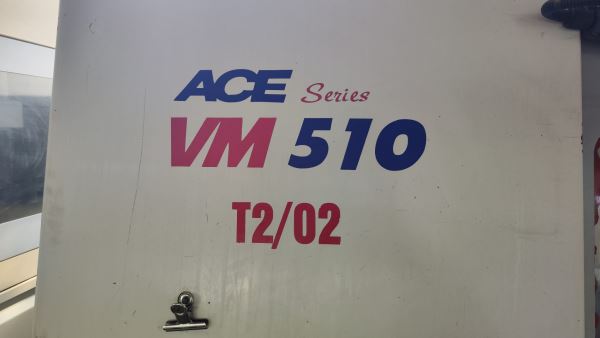 ACE Series
VM 510
T2/02